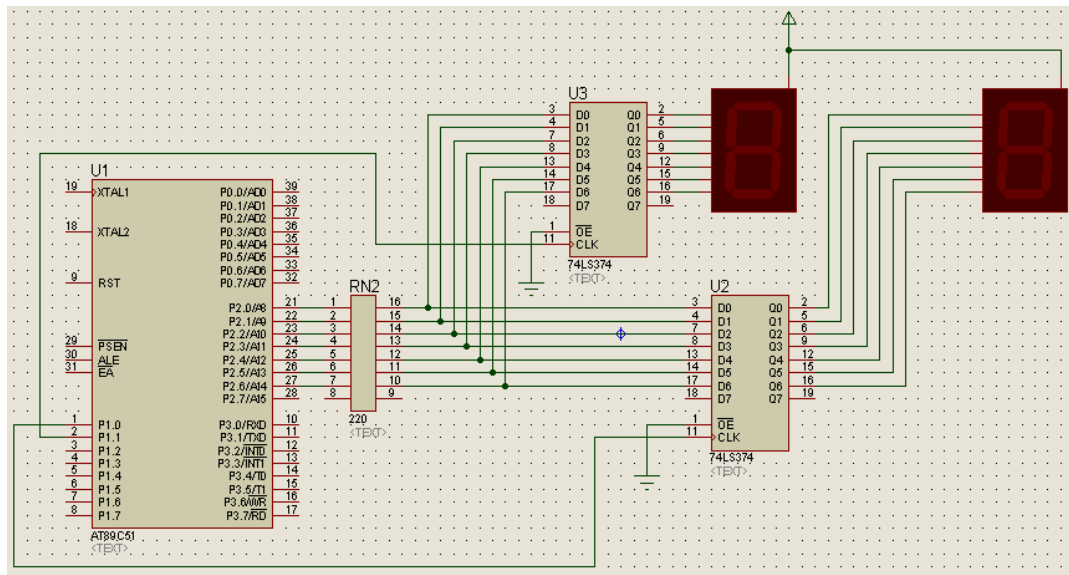 U3
3 D0 Q0 2
4 D1 Q1 5
7 D2 Q2 6
8 D3 Q3 9
13 D4 Q4 12
14 D5 Q5 15
17 D6 Q6 16
18 D7 Q7 19
1 OE
11 CLK
74LS374
<TEXT>
U1
19 XTAL1
18 XTAL2
9 RST
29 PSEN
30 ALE
31 EA
1 P1.0
2 P1.1
3 P1.2
4 P1.3
5 P1.4
6 P1.5
7 P1.6
8 P1.7
P0.0/AD0 39
P0.1/AD1 38
P0.2/AD2 37
P0.3/AD3 36
P0.4/AD4 35
P0.5/AD5 34
P0.6/AD6 33
P0.7/AD7 32
P2.0/A8 21
P2.1/A9 22
P2.2/A10 23
P2.3/A11 24
P2.4/A12 25
P2.5/A13 26
P2.6/A14 27
P2.7/A15 28
P3.0/RXD 10
P3.1/TXD 11
P3.2/INT0 12
P3.3/INT1 13
P3.4/T0 14
P3.5/T1 15
P3.6/WR 16
P3.7/RD 17
AT89C51
<TEXT>
RN2
1 16
2 15
3 14
4 13
5 12
6 11
7 10
8 9
220
<TEXT>
U2
3 D0 Q0 2
4 D1 Q1 5
7 D2 Q2 6
8 D3 Q3 9
13 D4 Q4 12
14 D5 Q5 15
17 D6 Q6 16
18 D7 Q7 19
1 OE
11 CLK
74LS374
<TEXT>